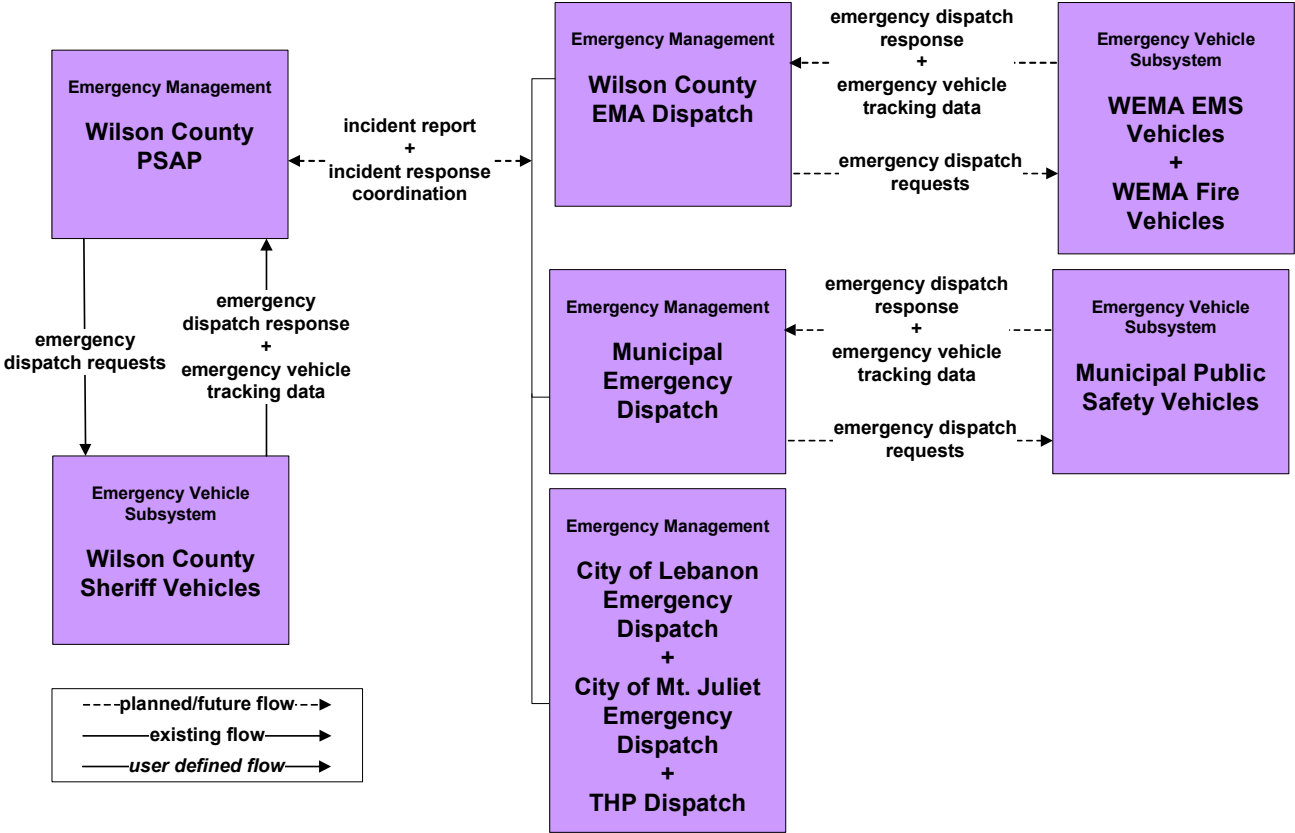 Emergency Management
Wilson County
PSAP
incident report
+
incident response
coordination
emergency
dispatch requests
emergency
dispatch response
+
emergency vehicle
tracking data
Emergency Vehicle
Subsystem
Wilson County
Sheriff Vehicles
Emergency Management
Wilson County
EMA Dispatch
emergency dispatch
response
+
emergency vehicle
tracking data
emergency dispatch
requests
Emergency Vehicle
Subsystem
WEMA EMS
Vehicles
+
WEMA Fire
Vehicles
Emergency Management
Municipal
Emergency
Dispatch
emergency dispatch
response
+
emergency vehicle
tracking data
emergency dispatch
requests
Emergency Vehicle
Subsystem
Municipal Public
Safety Vehicles
Emergency Management
City of Lebanon
Emergency
Dispatch
+
City of Mt. Juliet
Emergency
Dispatch
+
THP Dispatch
planned/future flow
existing flow
user defined flow